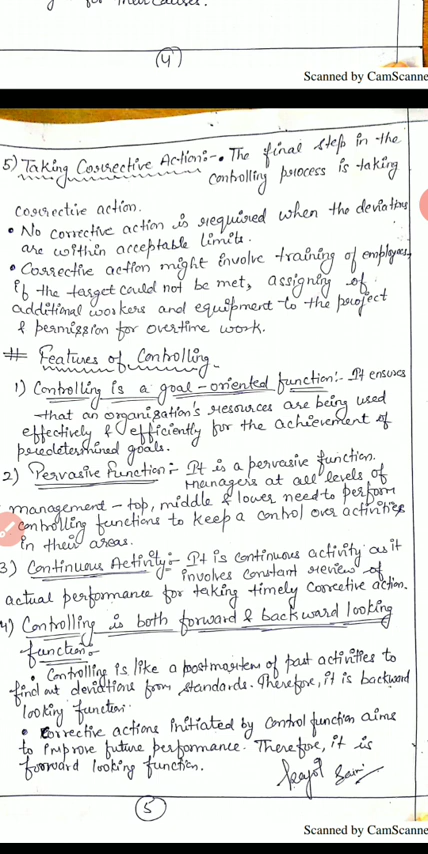 for their causes.
4
Scanned by CamScanne
5) Taking Corrective Action:- • The final step in the
controlling process is taking
corrective action.
• No corrective action is required when the deviations
are within acceptable limits.
• Corrective action might involve training of employees
if the target could not be met, assigning of
additional workers and equipment to the project
& permission for overtime work.
# Features of Controlling
1) Controlling is a goal-oriented function:- It ensures
that an organization's resources are being used
effectively & efficiently for the achievement of
predetermined goals.
2) Pervasive Function:- It is a pervasive function.
Managers at all levels of
management - top, middle & lower need to perform
controlling functions to keep a control over activities
in their areas.
3) Continuous Activity:- It is continuous activity as it
involves constant review of
actual performance for taking timely corrective action.
4) Controlling is both forward & backward looking
function:-
• Controlling is like a postmortem of past activities to
find out deviations from standards. Therefore, it is backward
looking function.
• Corrective actions initiated by control function aims
to improve future performance. Therefore, it is
forward looking function.
5
Scanned by CamScanne